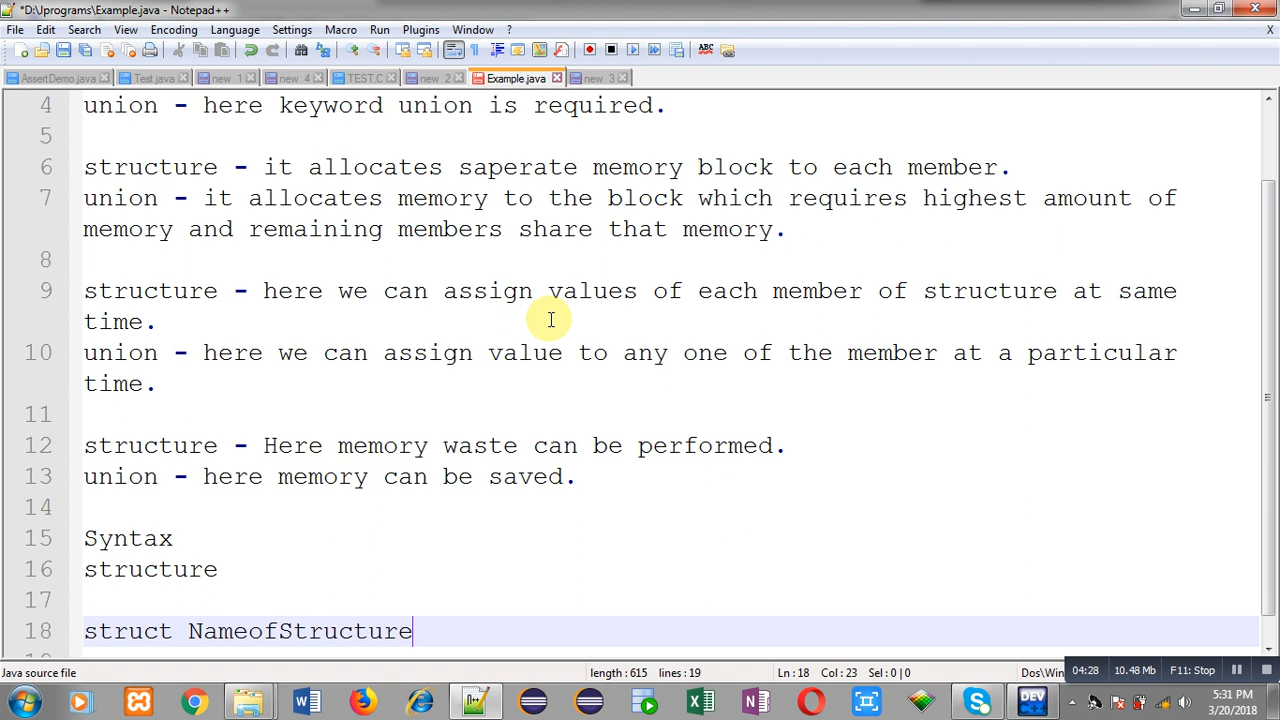 *D:\Jprograms\Example.java - Notepad++
File Edit Search View Encoding Language Settings Macro Run Plugins Window ? X
AssertDemo.java Test.java new 1 new 4 TEST.C new 2 Example.java new 3
4 union - here keyword union is required.
5
6 structure - it allocates saperate memory block to each member.
7 union - it allocates memory to the block which requires highest amount of
memory and remaining members share that memory.
8
9 structure - here we can assign values of each member of structure at same
time.
10 union - here we can assign value to any one of the member at a particular
time.
11
12 structure - Here memory waste can be performed.
13 union - here memory can be saved.
14
15 Syntax
16 structure
17
18 struct NameofStructure
Java source file length : 615 lines : 19 Ln : 18 Col : 23 Sel : 0 | 0 Dos\Win 04:28 10.48 Mb F11: Stop
DEV 5:31 PM
3/20/2018